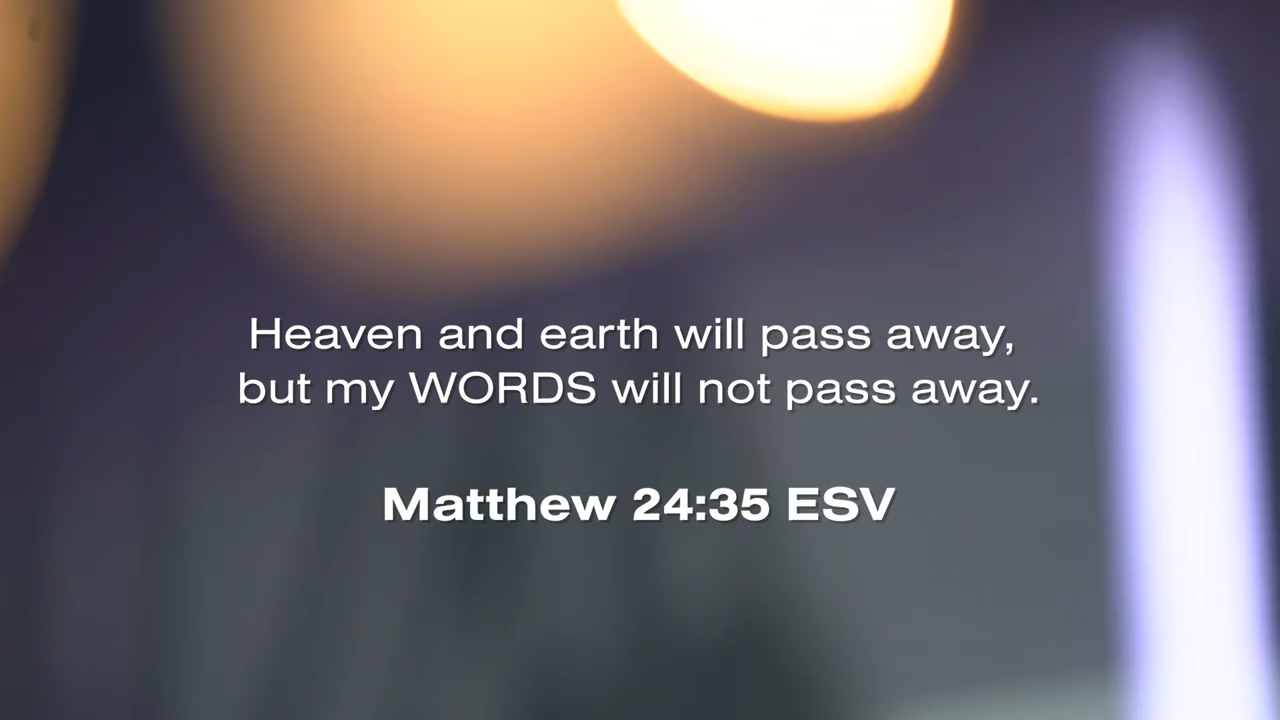 Heaven and earth will pass away,
but my WORDS will not pass away.
Matthew 24:35 ESV